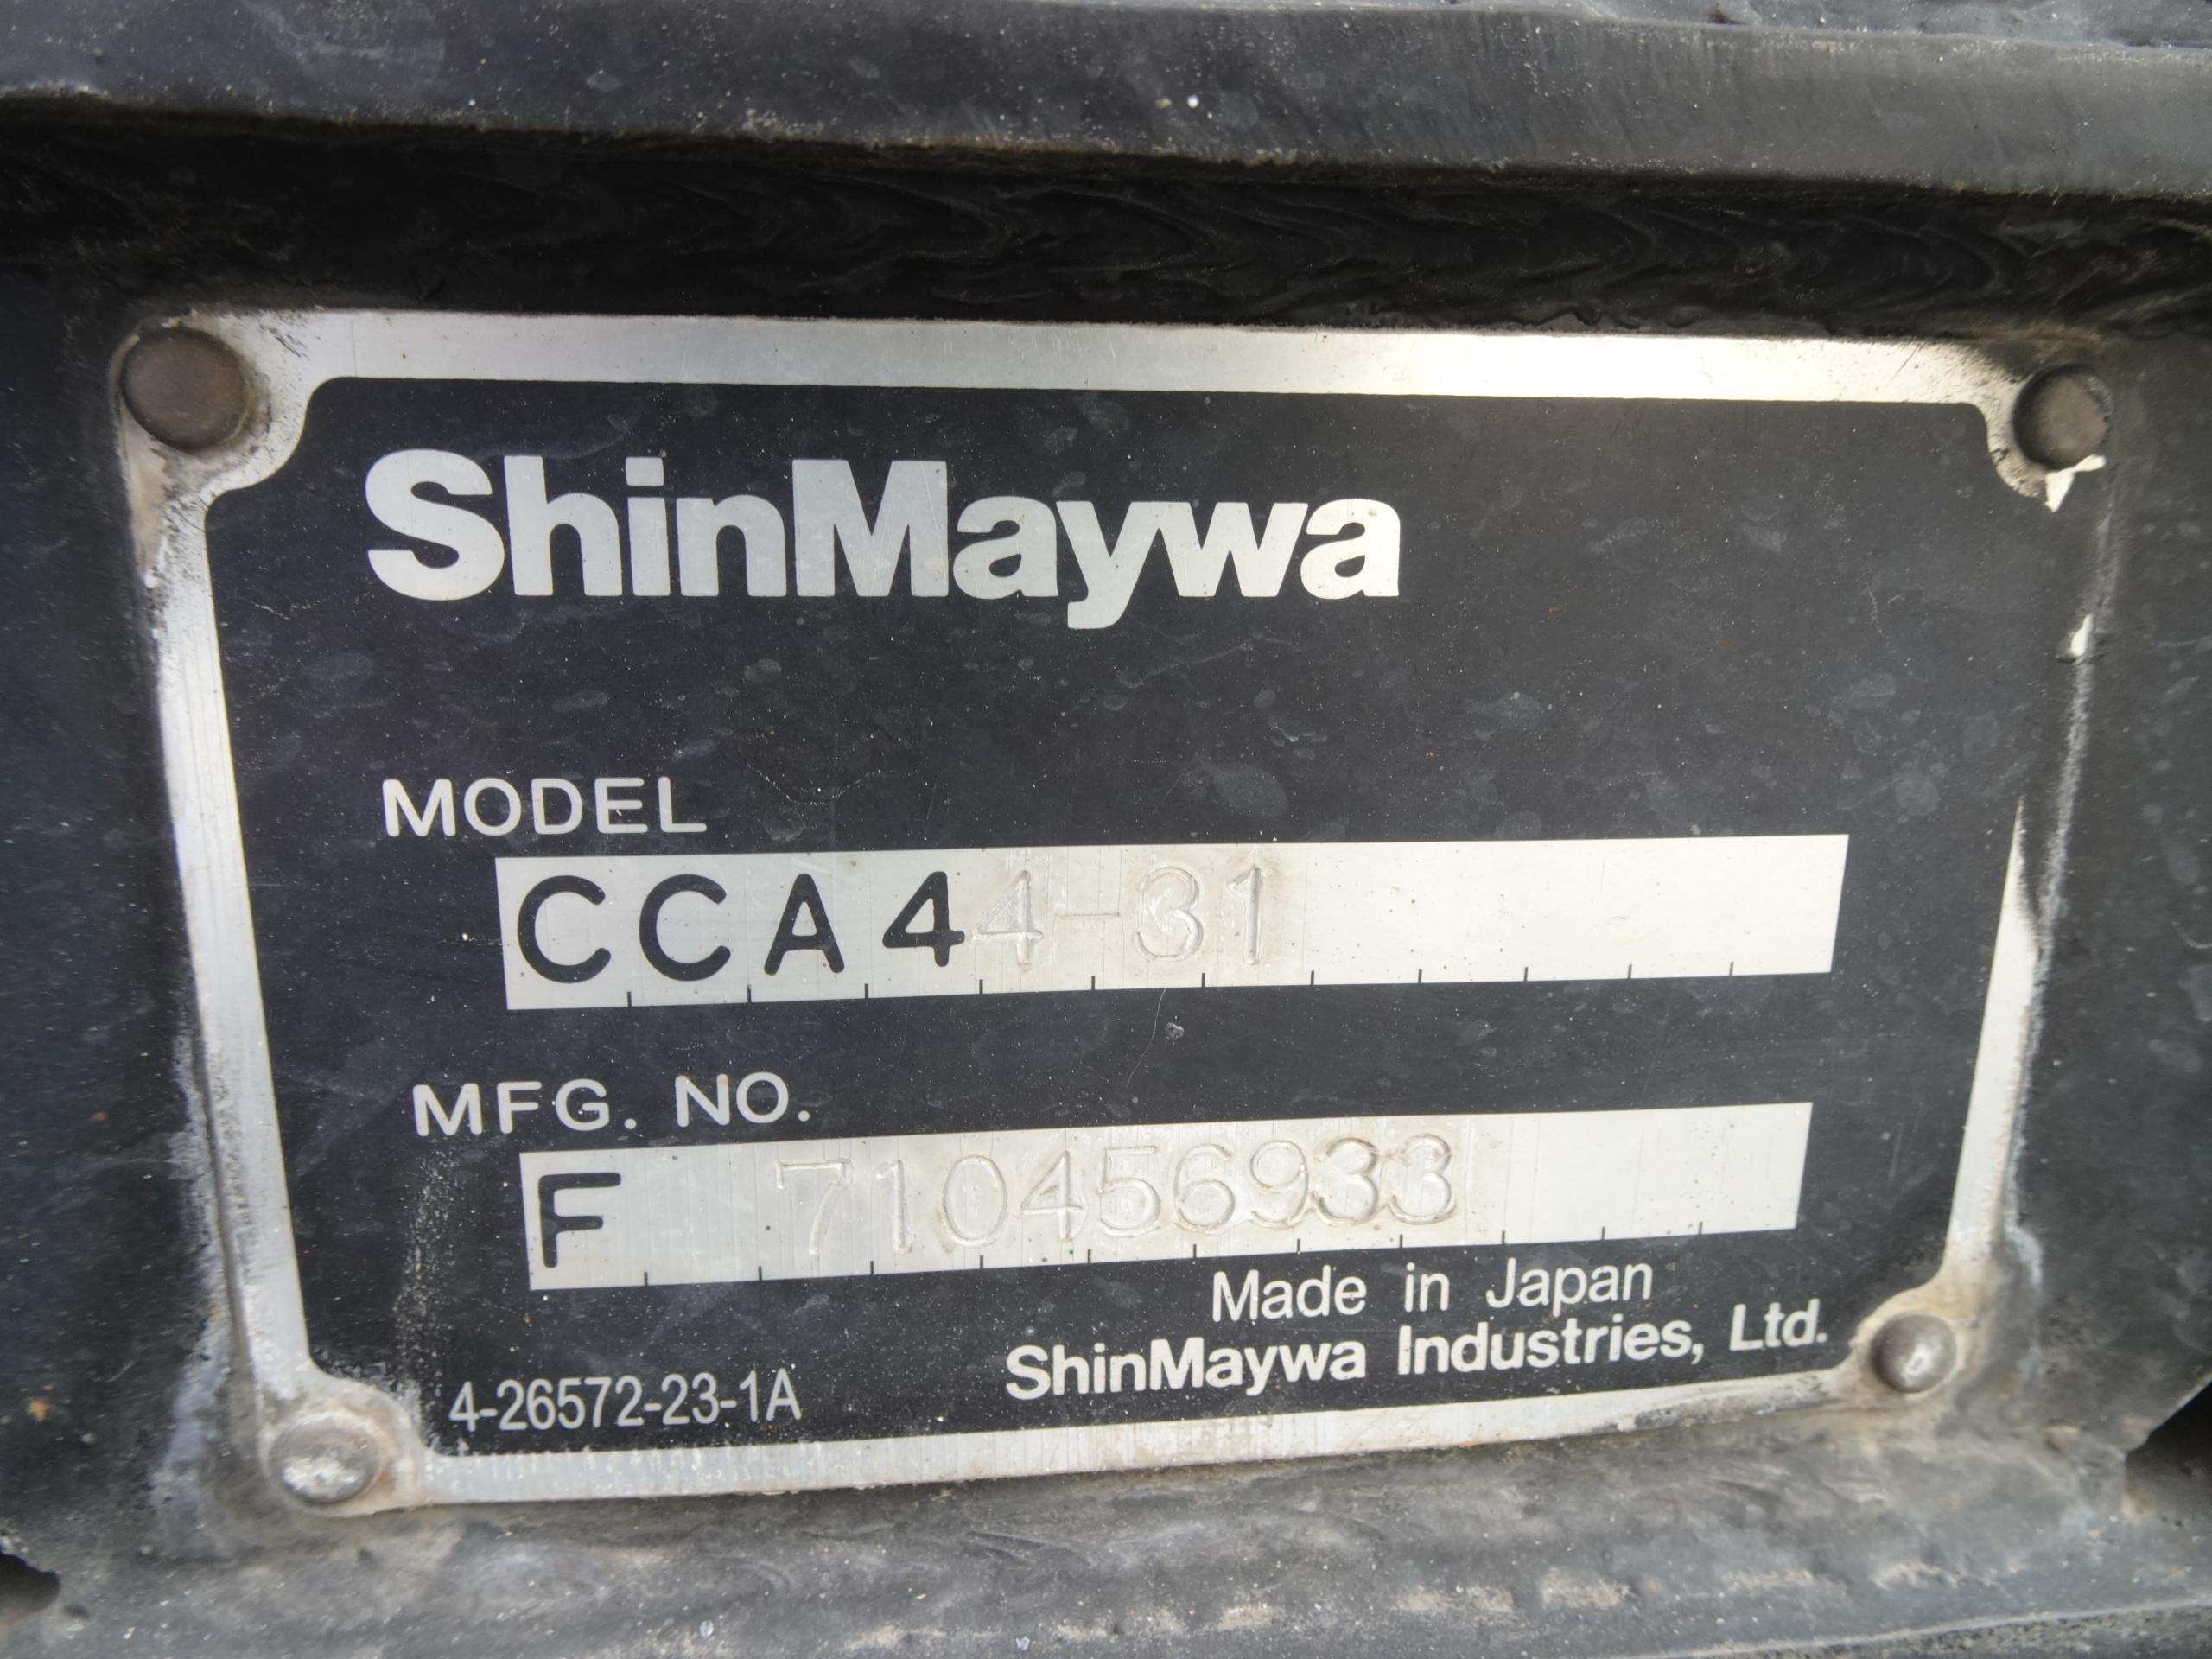 ShinMaywa
MODEL
CCA44-31
MFG. NO.
F 710456933
Made in Japan
ShinMaywa Industries, Ltd.
4-26572-23-1A